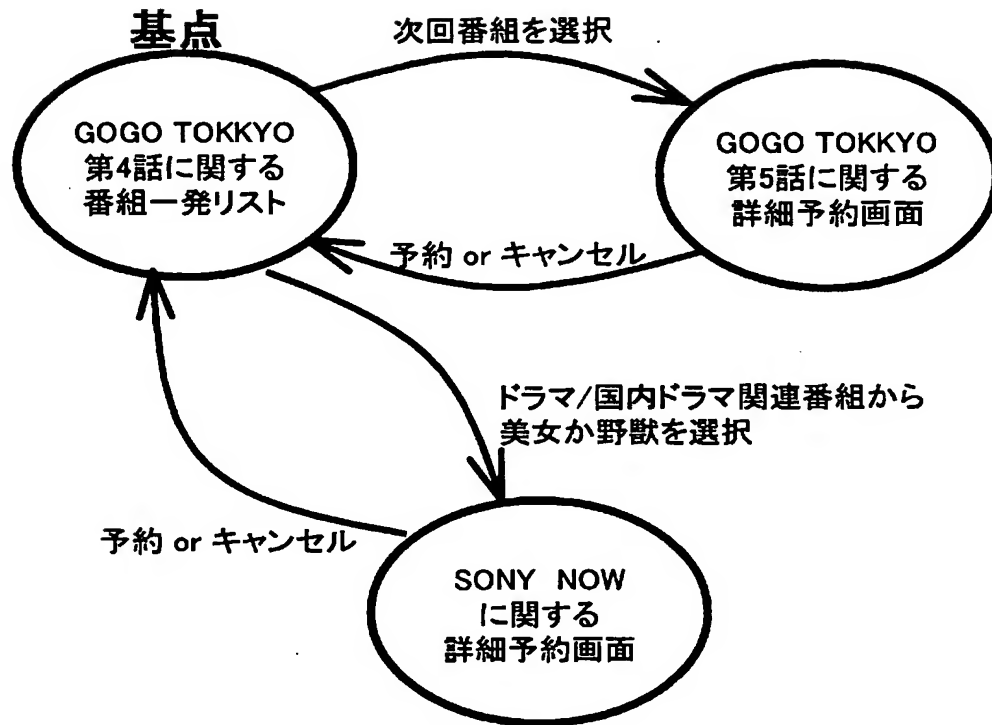 基点
次回番組を選択
GOGO TOKKYO
第4話に関する
番組一発リスト
GOGO TOKKYO
第5話に関する
詳細予約画面
予約 or キャンセル
ドラマ/国内ドラマ関連番組から
美女か野獣を選択
予約 or キャンセル
SONY NOW
に関する
詳細予約画面